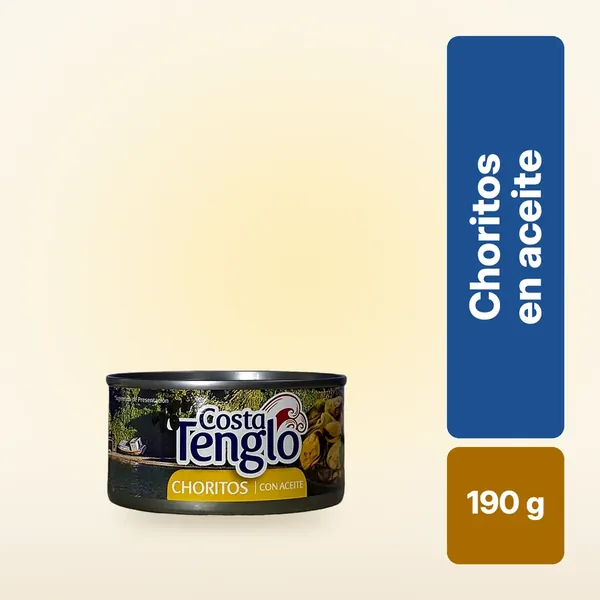 *Sugerencia de Presentación
Costa
Tenglo
CHORITOS | CON ACEITE
Choritos
en aceite
190 g